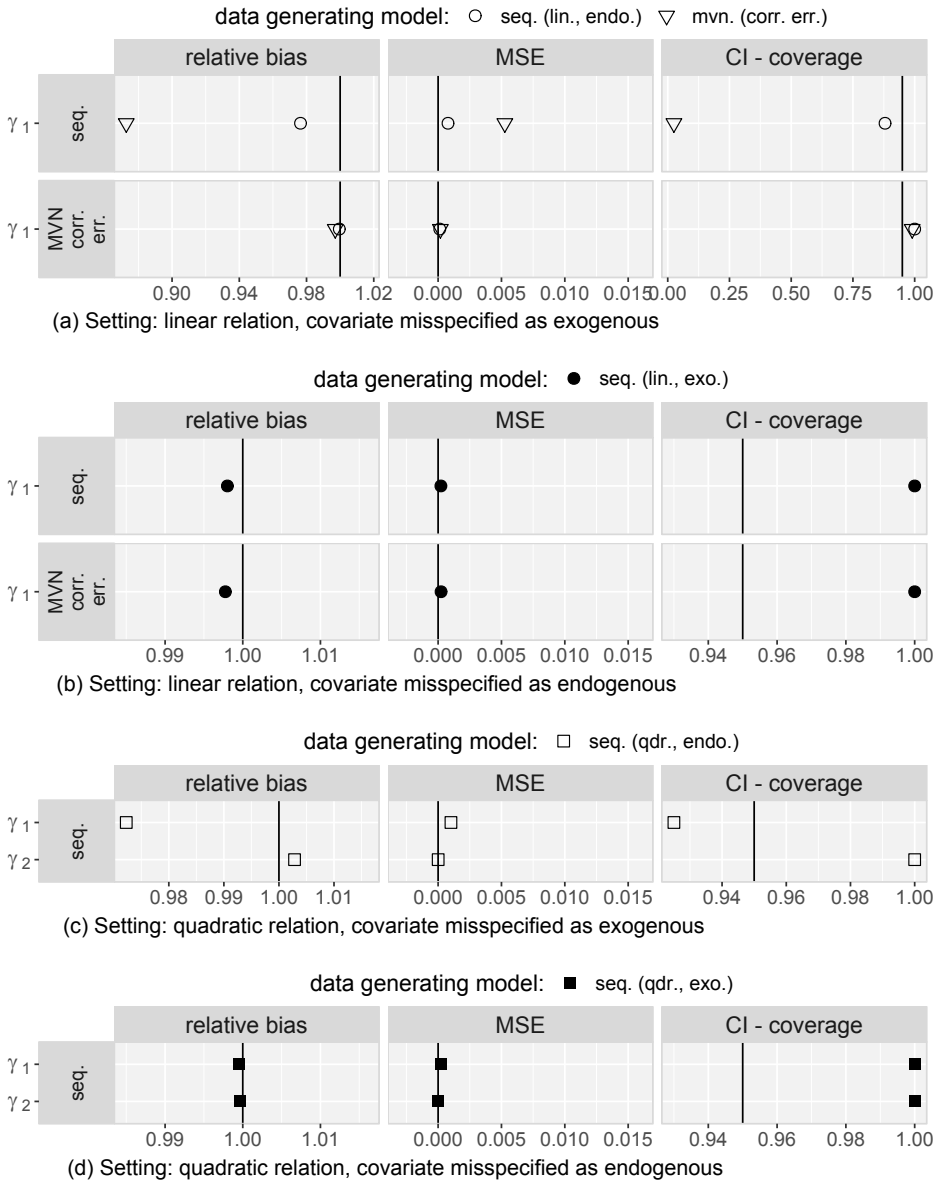 data generating model: seq. (lin., endo.) mvn. (corr. err.)
relative bias MSE CI - coverage
γ 1 seq.
γ 1 MVN corr. err.
0.90 0.94 0.98 1.02 0.000 0.005 0.010 0.015 0.00 0.25 0.50 0.75 1.00
(a) Setting: linear relation, covariate misspecified as exogenous
data generating model: seq. (lin., exo.)
relative bias MSE CI - coverage
γ 1 seq.
γ 1 MVN corr. err.
0.99 1.00 1.01 0.000 0.005 0.010 0.015 0.94 0.96 0.98 1.00
(b) Setting: linear relation, covariate misspecified as endogenous
data generating model: seq. (qdr., endo.)
relative bias MSE CI - coverage
γ 1
seq.
γ 2
0.98 0.99 1.00 1.01 0.000 0.005 0.010 0.015 0.94 0.96 0.98 1.00
(c) Setting: quadratic relation, covariate misspecified as exogenous
data generating model: seq. (qdr., exo.)
relative bias MSE CI - coverage
γ 1
seq.
γ 2
0.99 1.00 1.01 0.000 0.005 0.010 0.015 0.94 0.96 0.98 1.00
(d) Setting: quadratic relation, covariate misspecified as endogenous